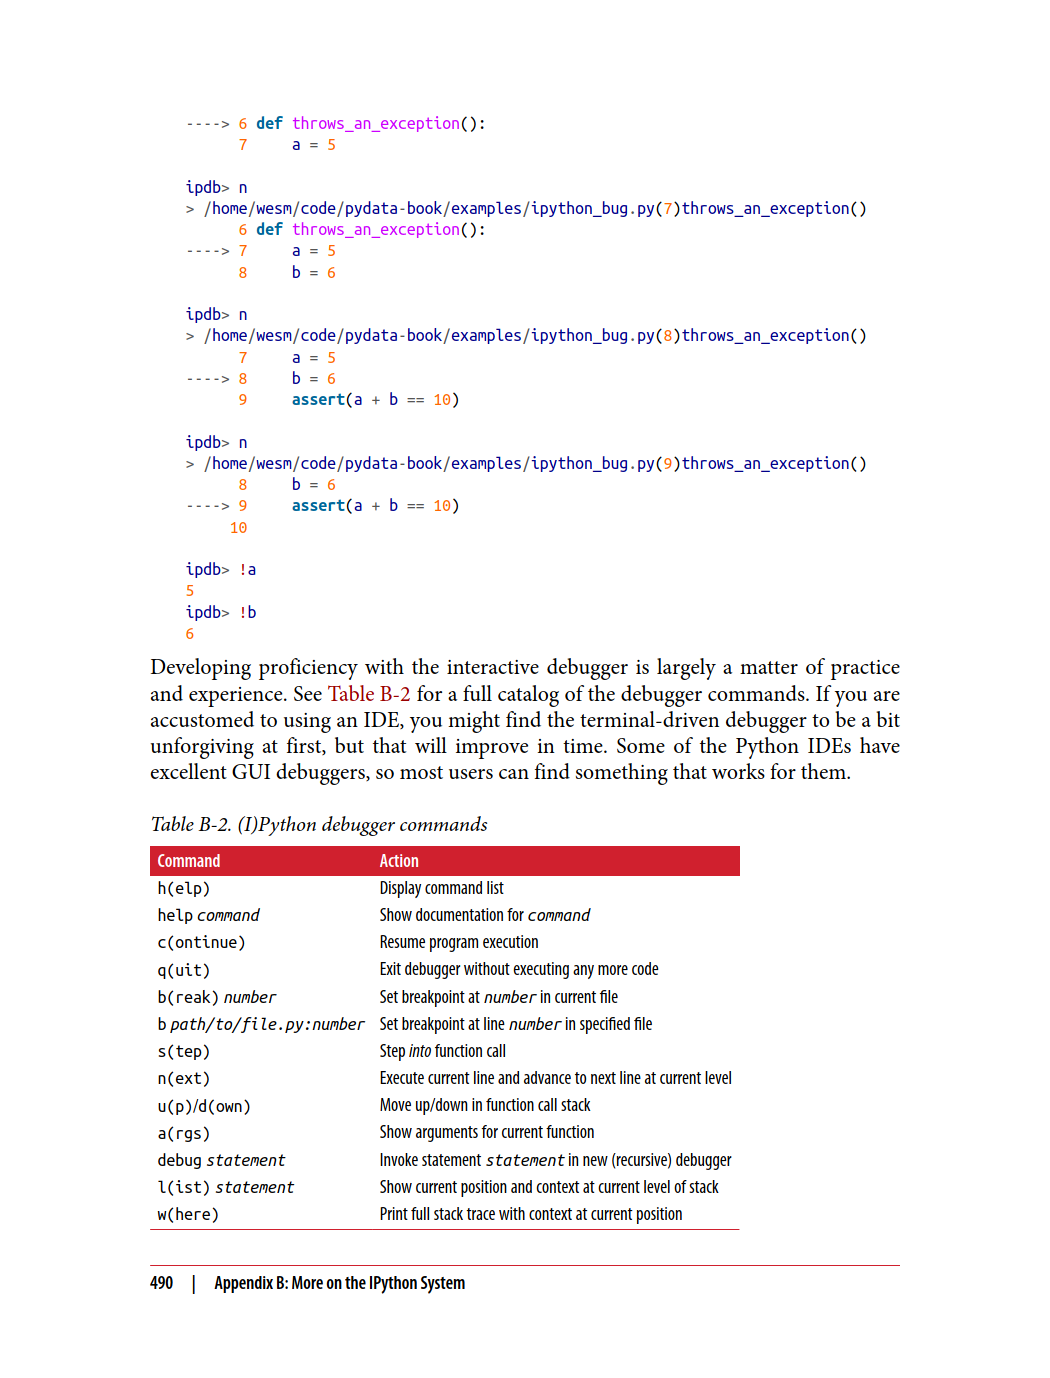 ----> 6 def throws_an_exception():
      7     a = 5
ipdb> n
> /home/wesm/code/pydata-book/examples/ipython_bug.py(7)throws_an_exception()
      6 def throws_an_exception():
----> 7     a = 5
      8     b = 6
ipdb> n
> /home/wesm/code/pydata-book/examples/ipython_bug.py(8)throws_an_exception()
      7     a = 5
----> 8     b = 6
      9     assert(a + b == 10)
ipdb> n
> /home/wesm/code/pydata-book/examples/ipython_bug.py(9)throws_an_exception()
      8     b = 6
----> 9     assert(a + b == 10)
     10
ipdb> !a
5
ipdb> !b
6
Developing proficiency with the interactive debugger is largely a matter of practice
and experience. See Table B-2 for a full catalog of the debugger commands. If you are
accustomed to using an IDE, you might find the terminal-driven debugger to be a bit
unforgiving at first, but that will improve in time. Some of the Python IDEs have
excellent GUI debuggers, so most users can find something that works for them.
Table B-2. (I)Python debugger commands
Command Action
h(elp) Display command list
help command Show documentation for command
c(ontinue) Resume program execution
q(uit) Exit debugger without executing any more code
b(reak) number Set breakpoint at number in current file
b path/to/file.py:number Set breakpoint at line number in specified file
s(tep) Step into function call
n(ext) Execute current line and advance to next line at current level
u(p)/d(own) Move up/down in function call stack
a(rgs) Show arguments for current function
debug statement Invoke statement statement in new (recursive) debugger
l(ist) statement Show current position and context at current level of stack
w(here) Print full stack trace with context at current position
490 | Appendix B: More on the IPython System